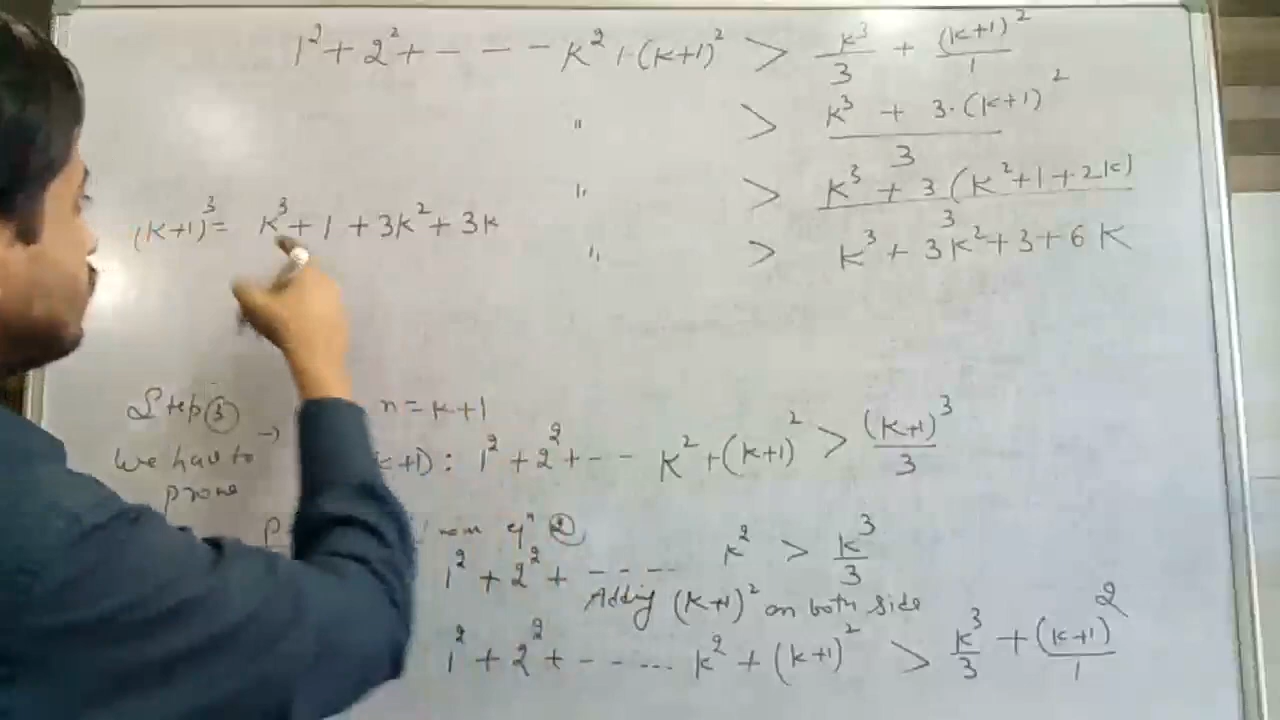 1² + 2² + - - - k² + (k+1)² > k³/3 + (k+1)²/1
" > k³ + 3·(k+1)² / 3
" > k³ + 3(k²+1+2k) / 3
(k+1)³ = k³ + 1 + 3k² + 3k
" > k³ + 3k² + 3 + 6k
Step ③ n = k+1
We have to → k+1) : 1² + 2² + - - k² + (k+1)² > (k+1)³/3
prove
eqⁿ ②
1² + 2² + - - - - - k² > k³/3
Adding (k+1)² on both side
1² + 2² + - - - - - k² + (k+1)² > k³/3 + (k+1)²/1